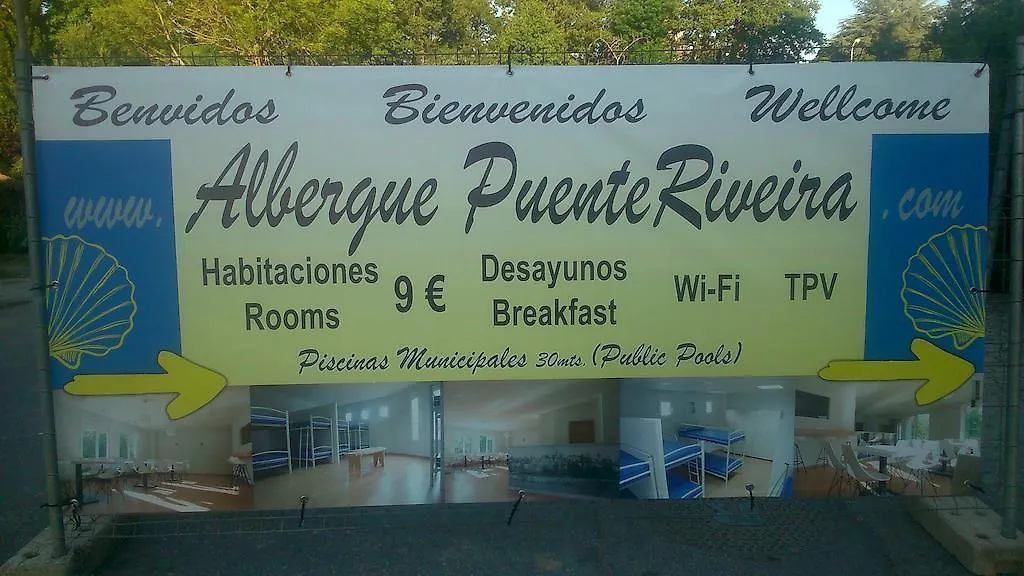 Benvidos Bienvenidos Wellcome
www. Albergue PuenteRiveira .com
Habitaciones
Rooms
9 €
Desayunos
Breakfast
Wi-Fi
TPV
Piscinas Municipales 30mts. (Public Pools)